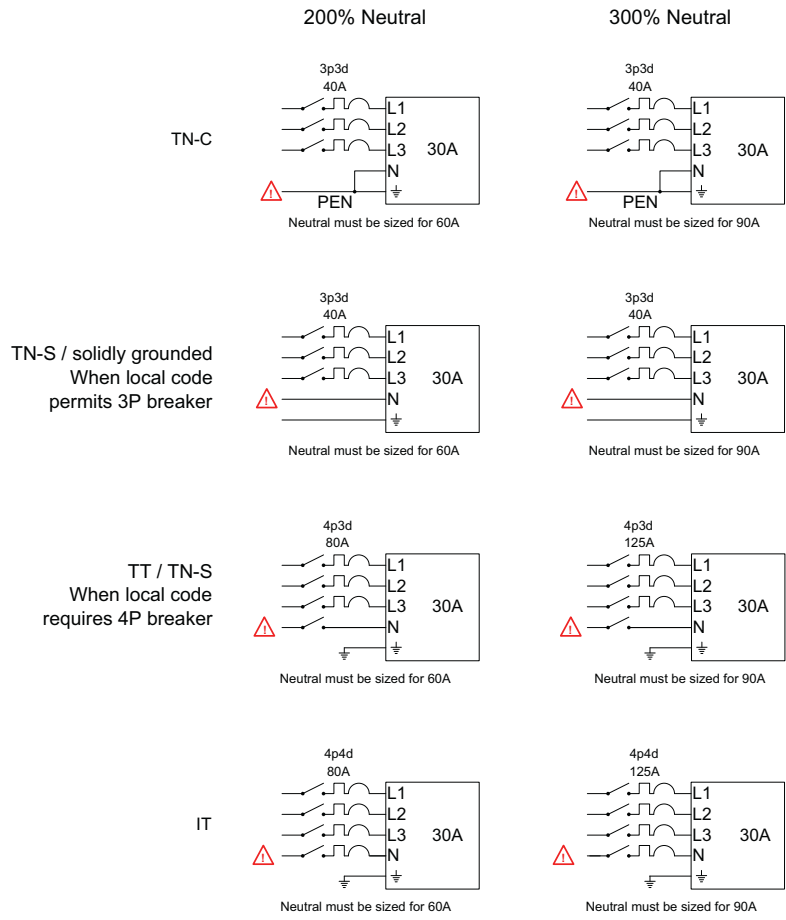 200% Neutral
300% Neutral
TN-C
3p3d
40A
L1
L2
L3
30A
N
PEN
Neutral must be sized for 60A
3p3d
40A
L1
L2
L3
30A
N
PEN
Neutral must be sized for 90A
TN-S / solidly grounded
When local code
permits 3P breaker
3p3d
40A
L1
L2
L3
30A
N
Neutral must be sized for 60A
3p3d
40A
L1
L2
L3
30A
N
Neutral must be sized for 90A
TT / TN-S
When local code
requires 4P breaker
4p3d
80A
L1
L2
L3
30A
N
Neutral must be sized for 60A
4p3d
125A
L1
L2
L3
30A
N
Neutral must be sized for 90A
IT
4p4d
80A
L1
L2
L3
30A
N
Neutral must be sized for 60A
4p4d
125A
L1
L2
L3
30A
N
Neutral must be sized for 90A